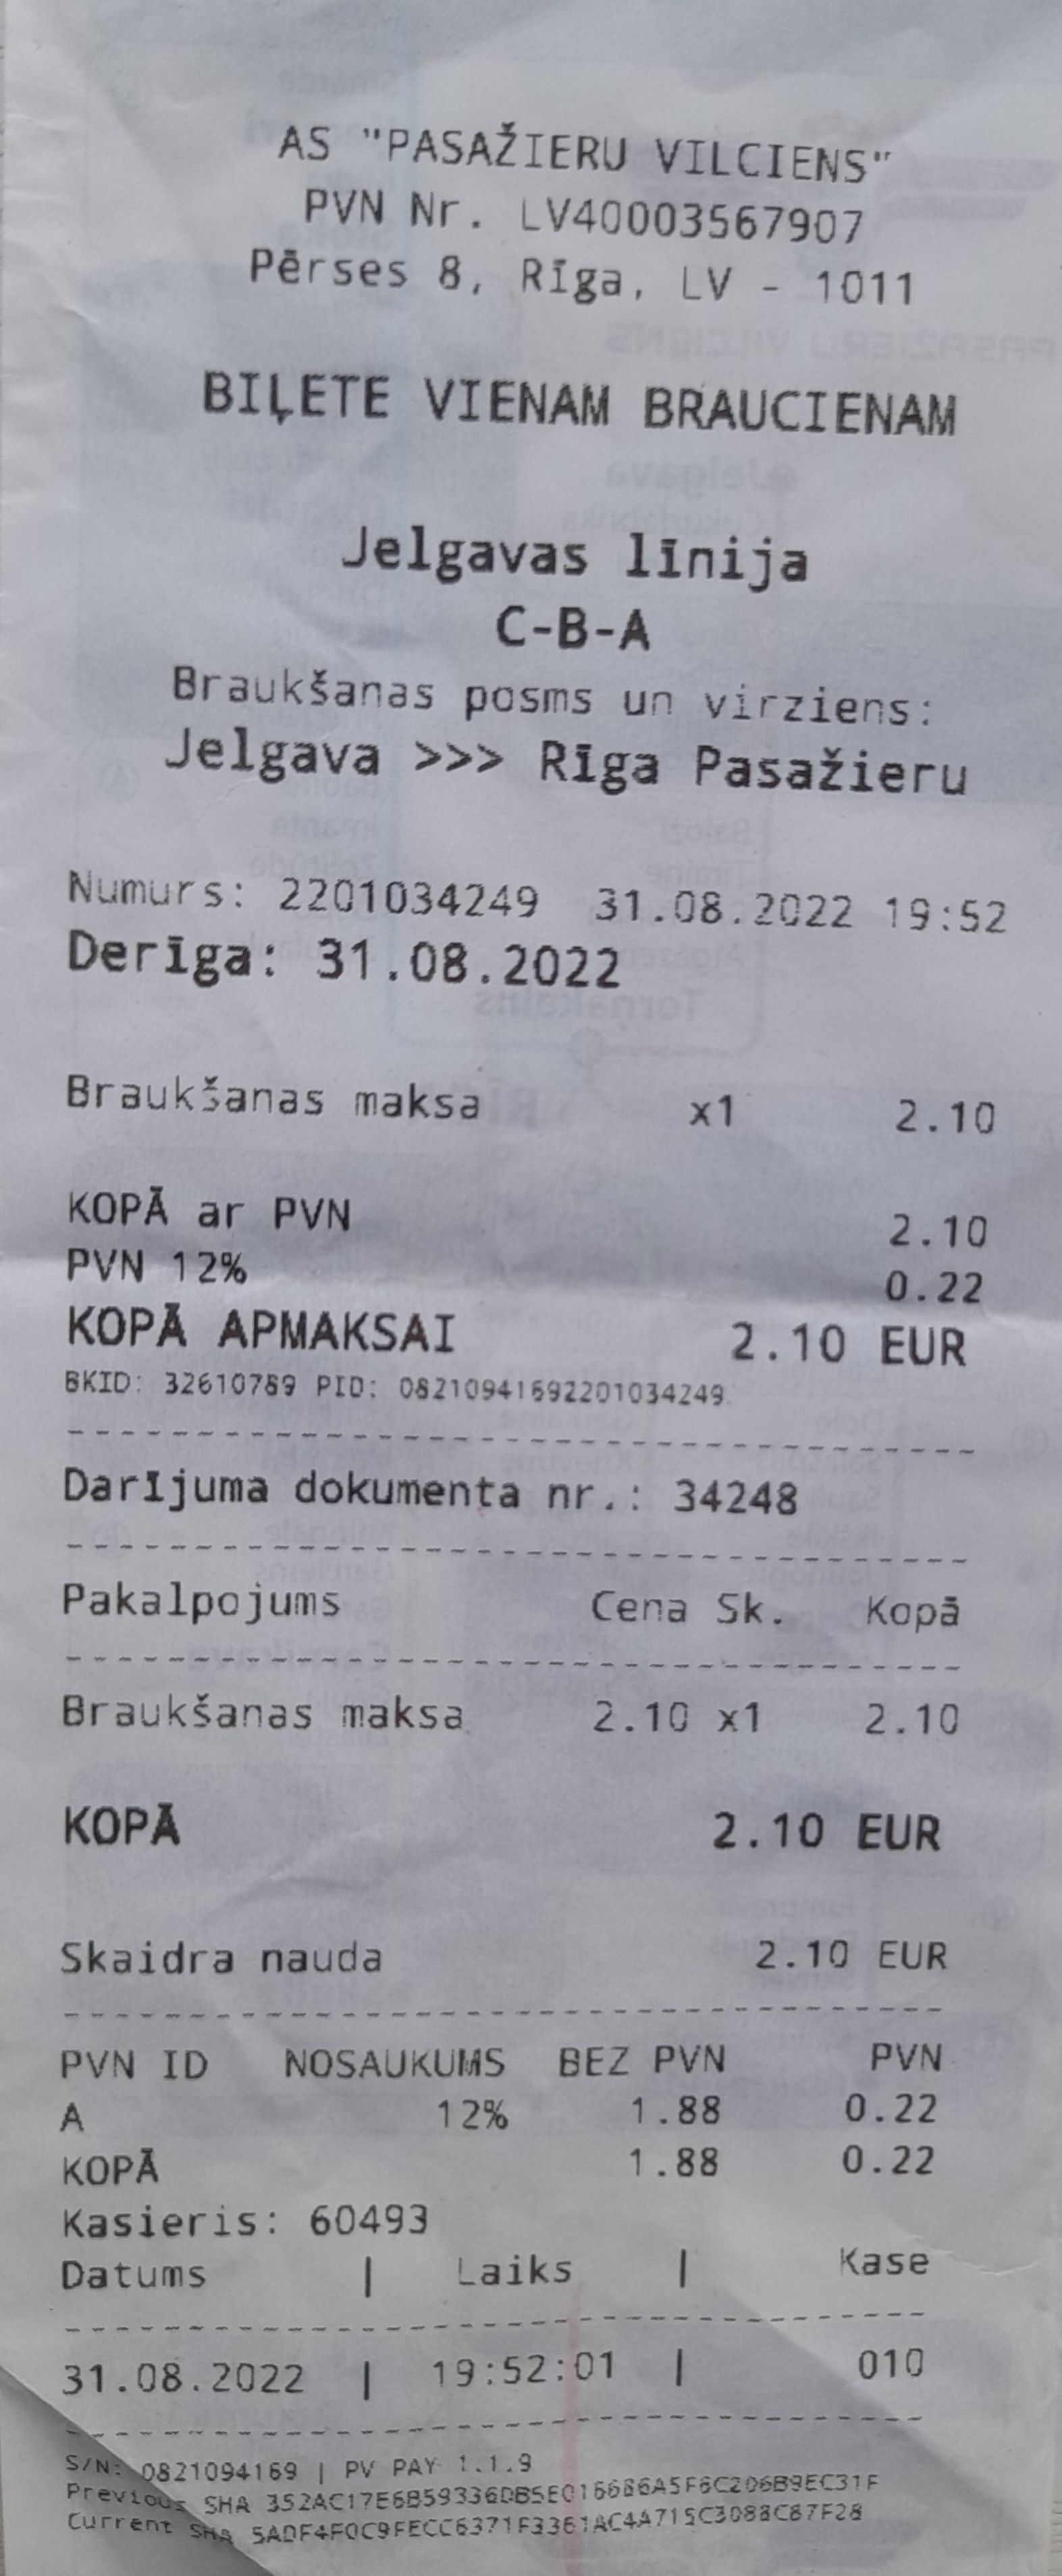 AS "PASAŽIERU VILCIENS"
PVN Nr. LV40003567907
Pērses 8, Rīga, LV - 1011
BIĻETE VIENAM BRAUCIENAM
Jelgavas līnija
C-B-A
Braukšanas posms un virziens:
Jelgava >>> Rīga Pasažieru
Numurs: 2201034249 31.08.2022 19:52
Derīga: 31.08.2022
Braukšanas maksa x1 2.10
KOPĀ ar PVN 2.10
PVN 12% 0.22
KOPĀ APMAKSAI 2.10 EUR
BKID: 32610789 PID: 08210941692201034249
Darījuma dokumenta nr.: 34248
Pakalpojums Cena Sk. Kopā
Braukšanas maksa 2.10 x1 2.10
KOPĀ 2.10 EUR
Skaidra nauda 2.10 EUR
PVN ID NOSAUKUMS BEZ PVN PVN
A 12% 1.88 0.22
KOPĀ 1.88 0.22
Kasieris: 60493
Datums | Laiks | Kase
31.08.2022 | 19:52:01 | 010
S/N: 0821094169 | PV PAY 1.1.9
Previous SHA
Current SHA